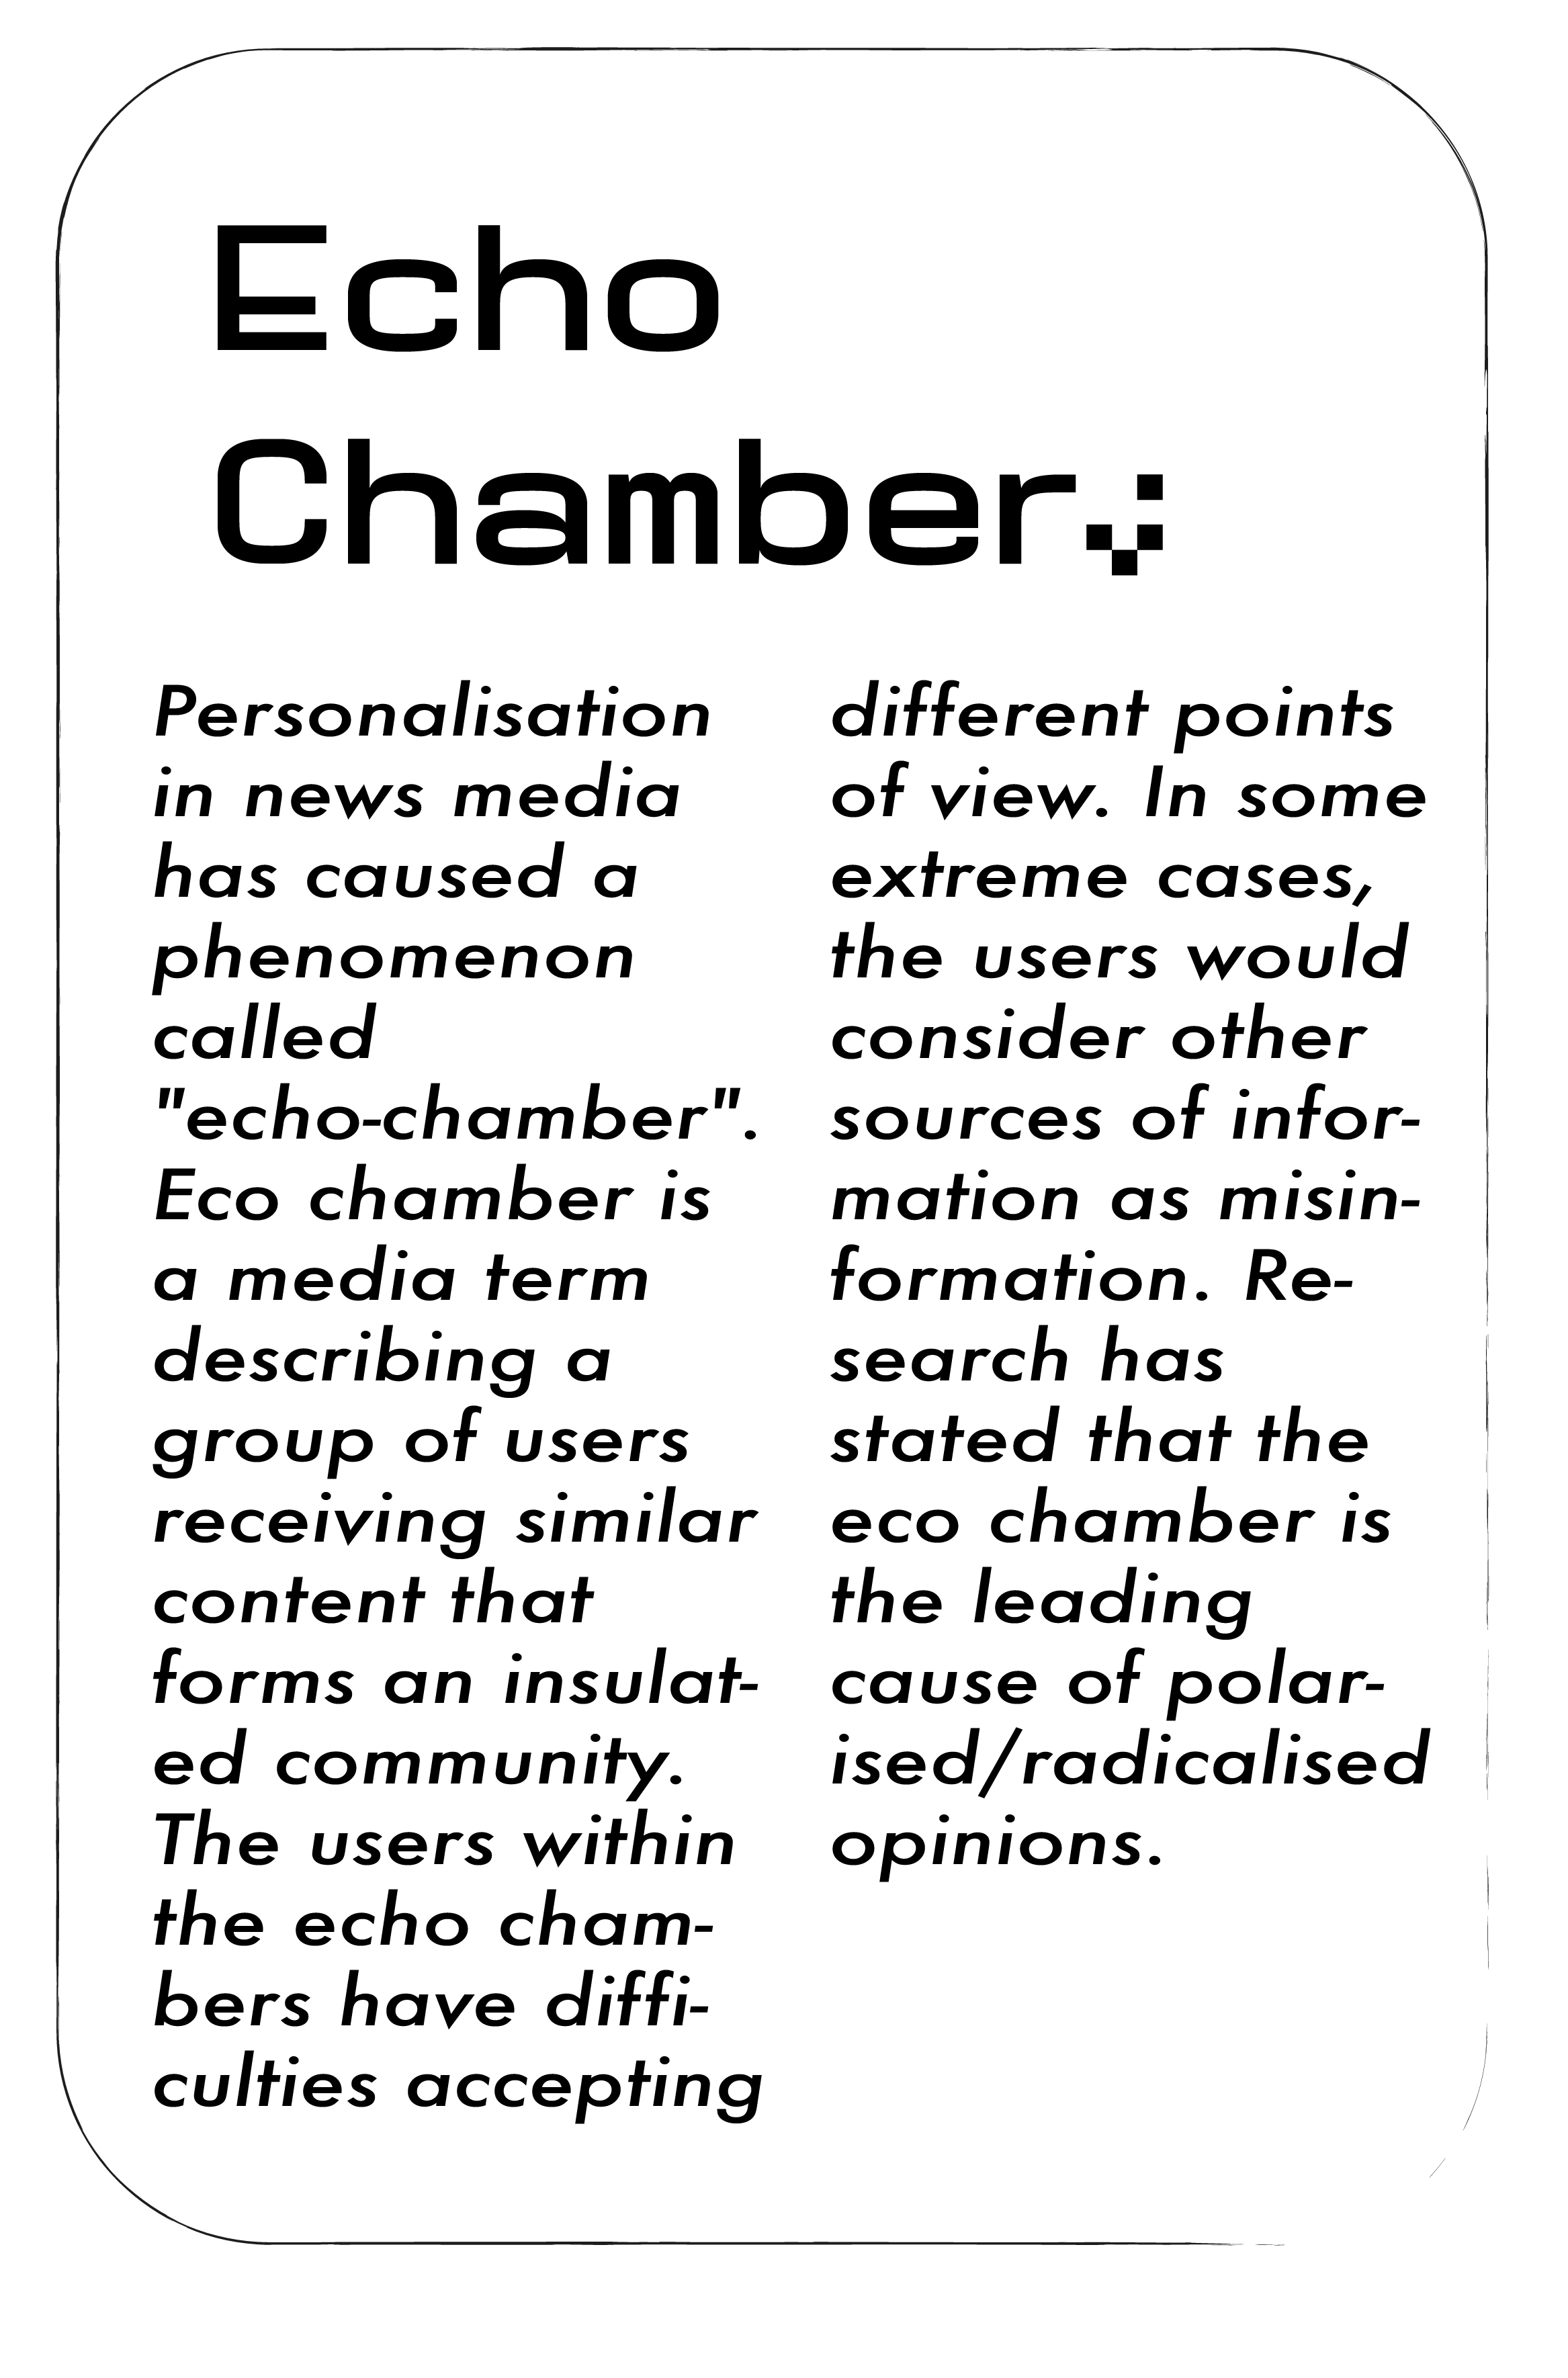 Echo
Chamber
Personalisation
in news media
has caused a
phenomenon
called
"echo-chamber".
Eco chamber is
a media term
describing a
group of users
receiving similar
content that
forms an insulat-
ed community.
The users within
the echo cham-
bers have diffi-
culties accepting
different points
of view. In some
extreme cases,
the users would
consider other
sources of infor-
mation as misin-
formation. Re-
search has
stated that the
eco chamber is
the leading
cause of polar-
ised/radicalised
opinions.